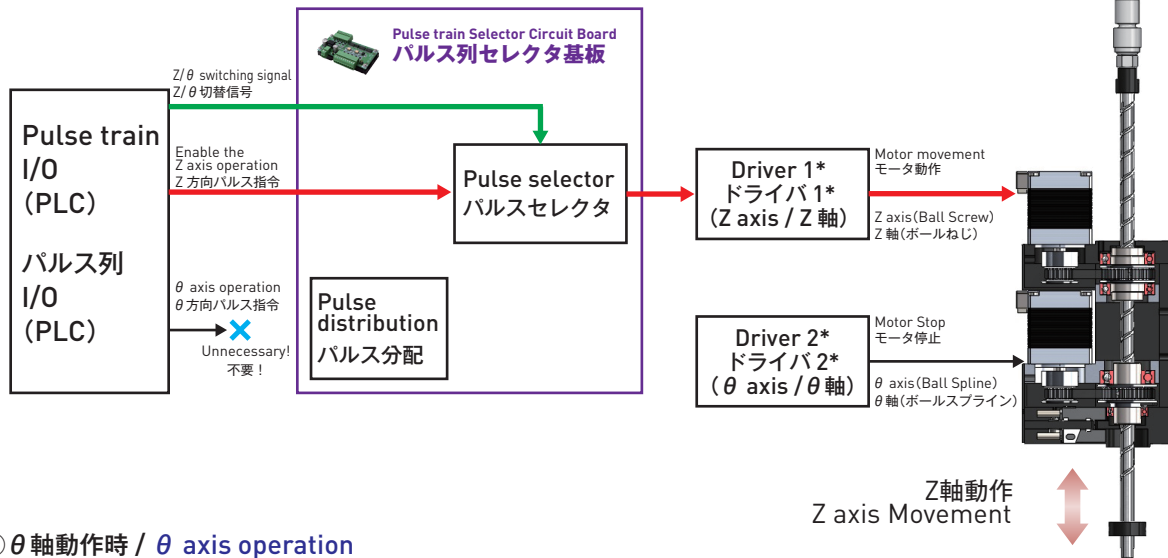 Pulse train Selector Circuit Board
パルス列セレクタ基板
Z/θ switching signal
Z/θ切替信号
Pulse train
I/O
(PLC)
パルス列
I/O
(PLC)
Enable the
Z axis operation
Z 方向パルス指令
θ axis operation
θ方向パルス指令
Unnecessary!
不要！
Pulse selector
パルスセレクタ
Pulse
distribution
パルス分配
Driver 1*
ドライバ 1*
(Z axis / Z 軸)
Motor movement
モータ動作
Z axis(Ball Screw)
Z 軸(ボールねじ)
Driver 2*
ドライバ 2*
(θ axis /θ軸)
Motor Stop
モータ停止
θ axis(Ball Spline)
θ軸(ボールスプライン)
Z軸動作
Z axis Movement
θ軸動作時 / θ axis operation